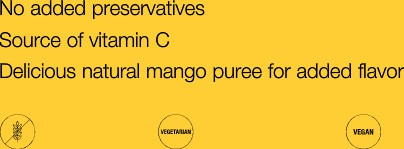 No added preservatives
Source of vitamin C
Delicious natural mango puree for added flavor
VEGETARIAN
VEGAN